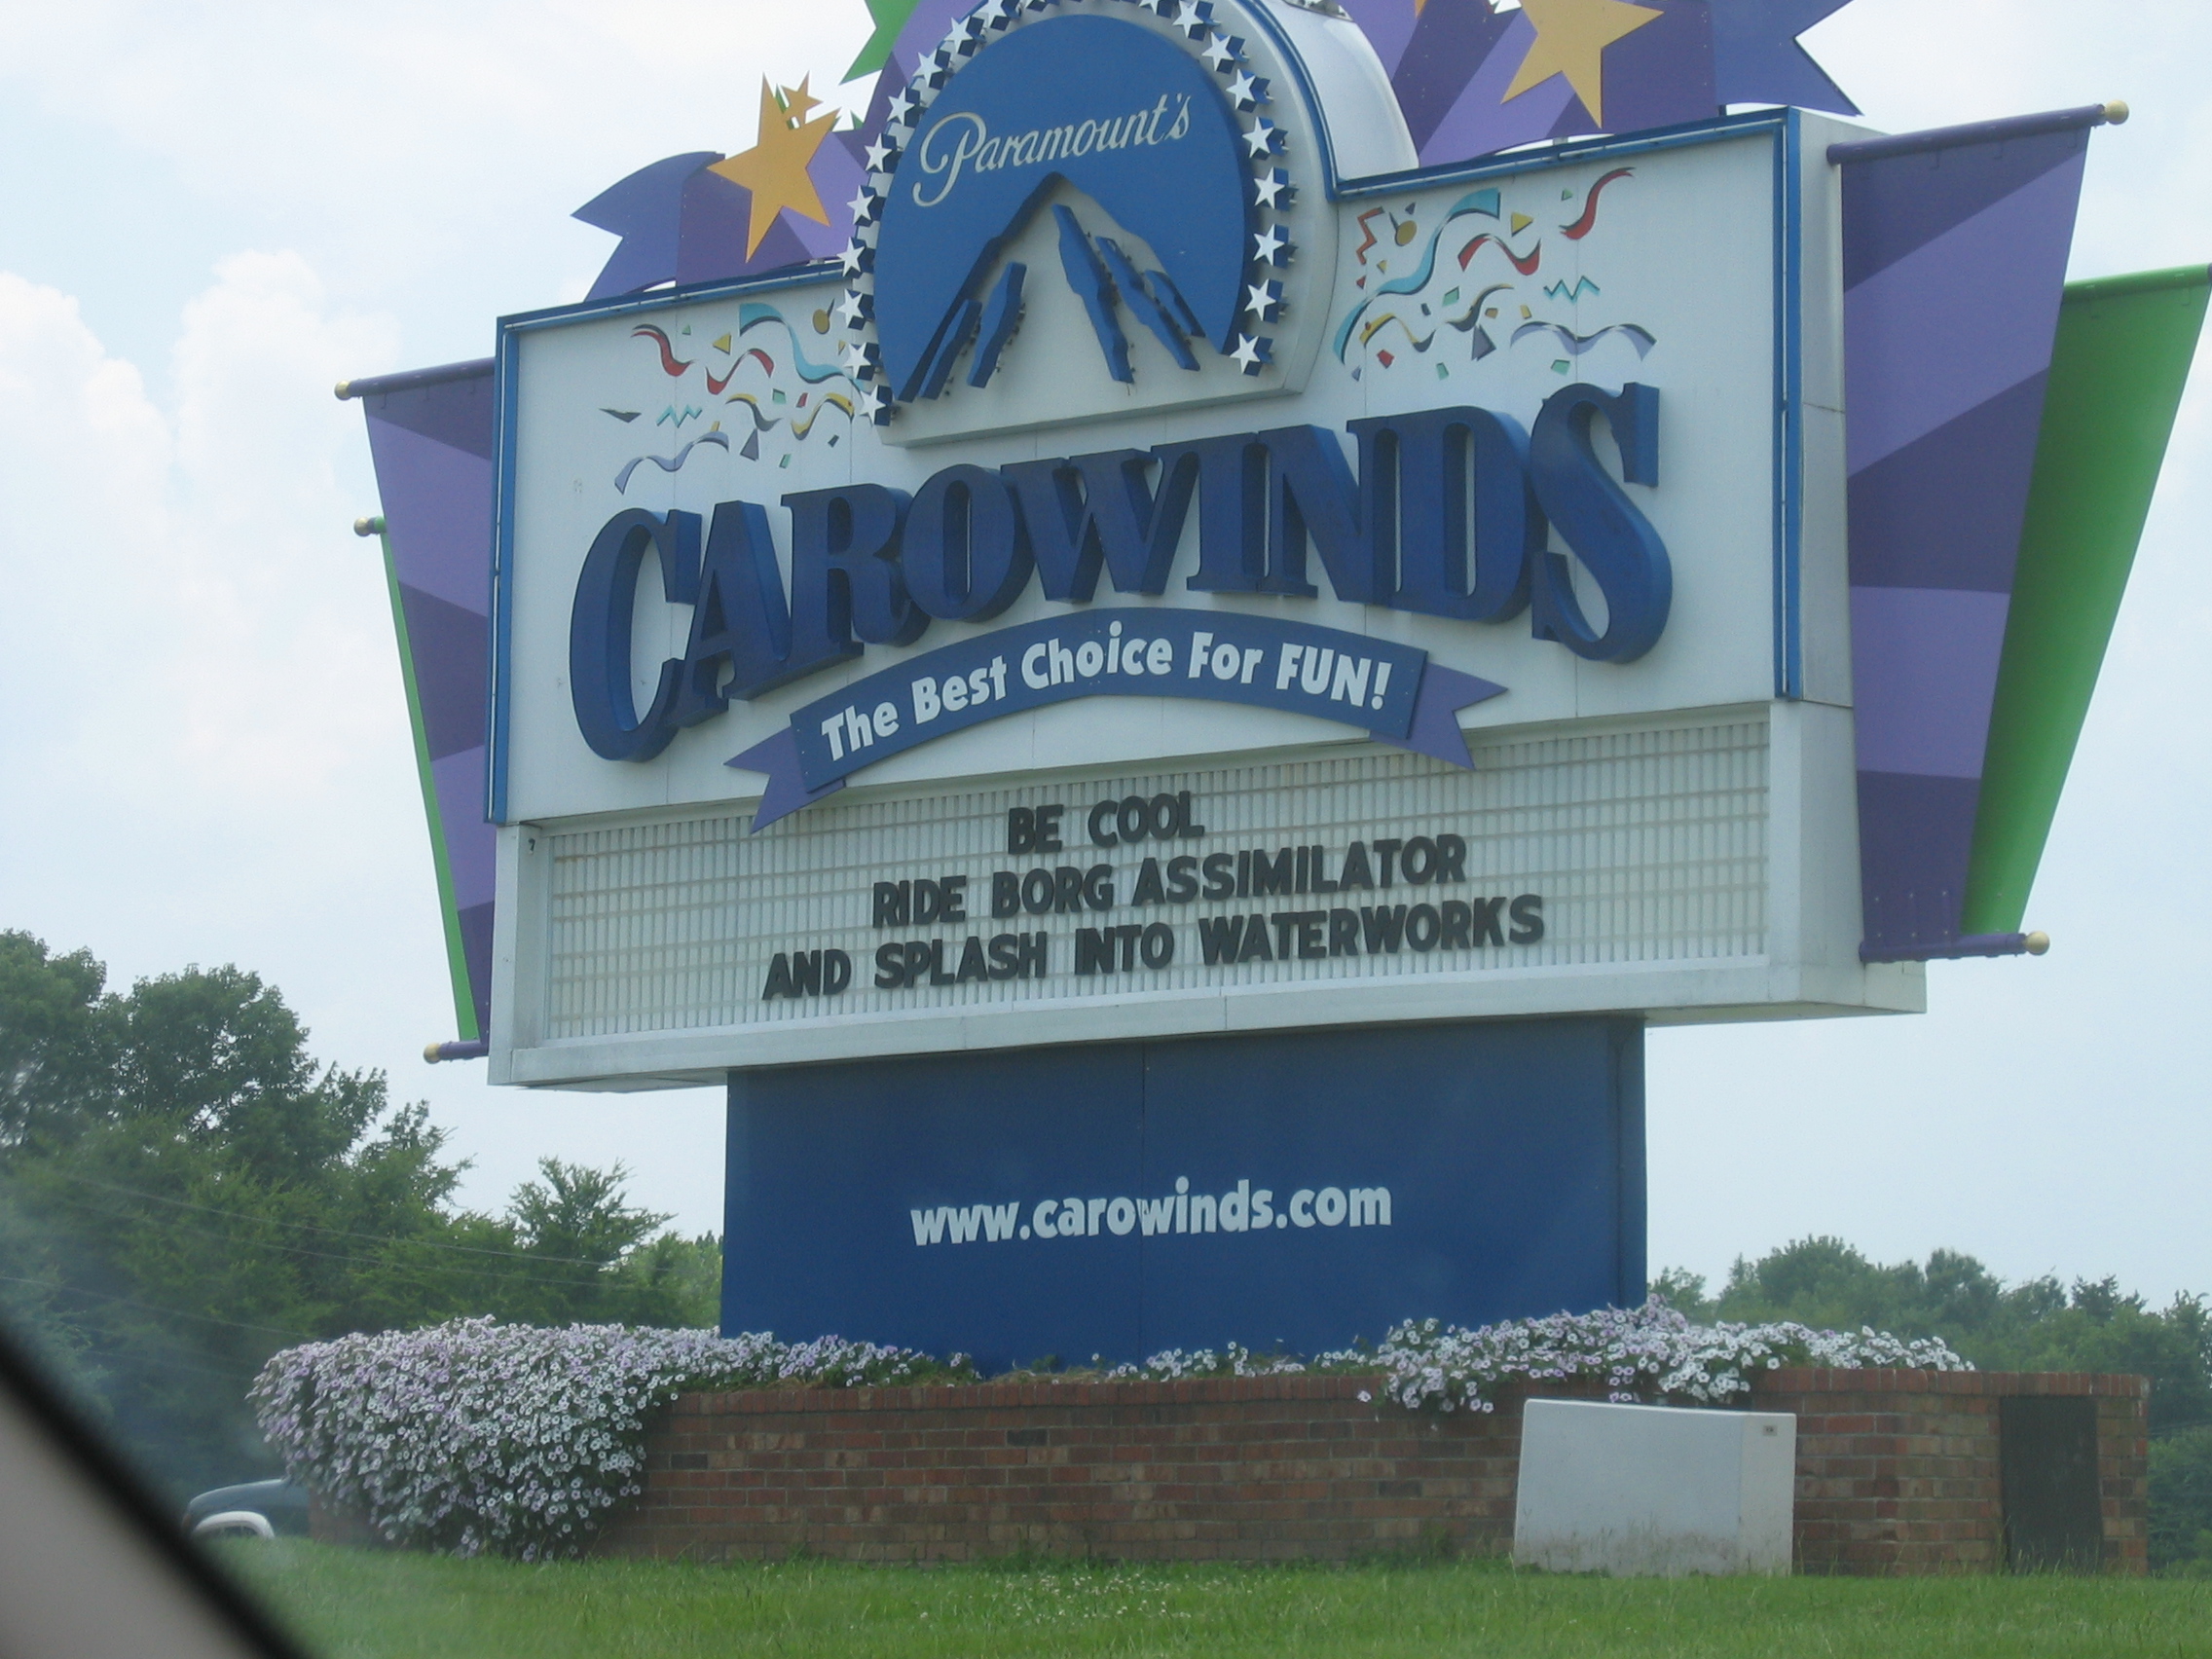 Paramount's
CAROWINDS
The Best Choice For FUN!
BE COOL
RIDE BORG ASSIMILATOR
AND SPLASH INTO WATERWORKS
www.carowinds.com